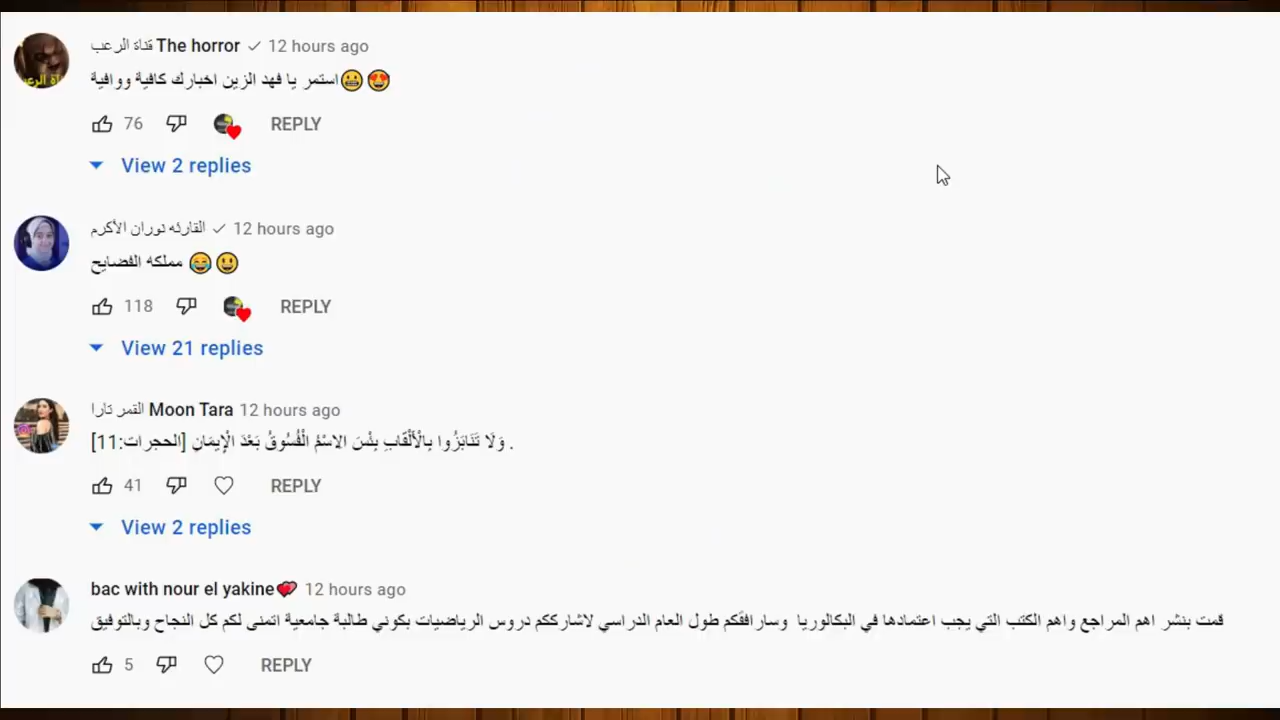 قناة الرعب The horror ✓ 12 hours ago
استمر يا فهد الزين اخبارك كافية ووافية😬😍
76 REPLY
View 2 replies
القارئه نوران الأكرم ✓ 12 hours ago
مملكه الفضايح 😂😀
118 REPLY
View 21 replies
القمر تارا Moon Tara 12 hours ago
. وَلَا تَنَابَزُوا بِالْأَلْقَابِ بِئْسَ الِاسْمُ الْفُسُوقُ بَعْدَ الْإِيمَانِ [الحجرات:11]
41 REPLY
View 2 replies
bac with nour el yakine💕 12 hours ago
قمت بنشر اهم المراجع واهم الكتب التي يجب اعتمادها في البكالوريا وسارافقكم طول العام الدراسي لاشارككم دروس الرياضيات بكوني طالبة جامعية اتمنى لكم كل النجاح وبالتوفيق
5 REPLY